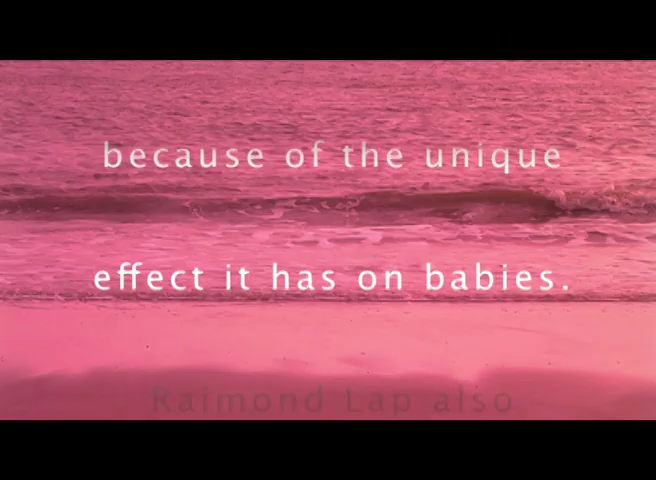 because of the unique
effect it has on babies.
Raimond Lap also